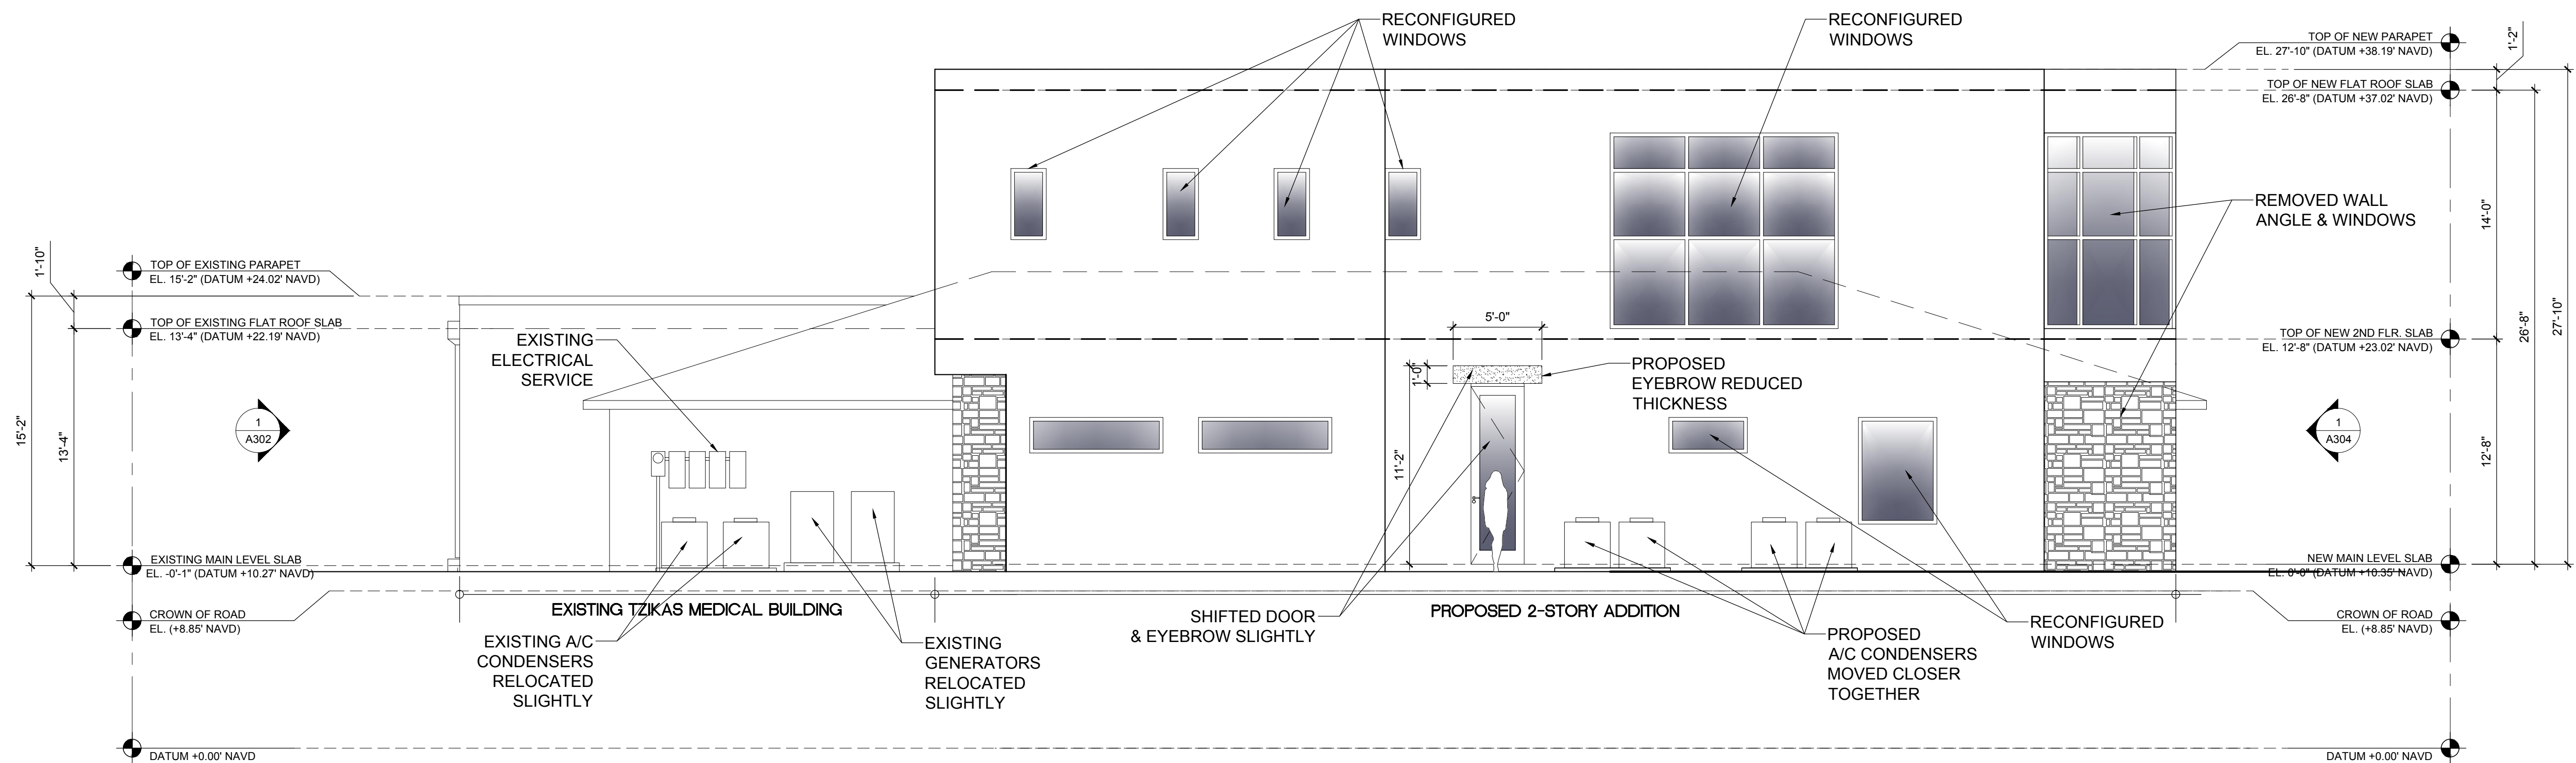 RECONFIGURED
WINDOWS
RECONFIGURED
WINDOWS
TOP OF NEW PARAPET
EL. 27'-10" (DATUM +38.19' NAVD)
1'-2"
TOP OF NEW FLAT ROOF SLAB
EL. 26'-8" (DATUM +37.02' NAVD)
REMOVED WALL
ANGLE & WINDOWS
14'-0"
1'-10"
TOP OF EXISTING PARAPET
EL. 15'-2" (DATUM +24.02' NAVD)
TOP OF EXISTING FLAT ROOF SLAB
EL. 13'-4" (DATUM +22.19' NAVD)
EXISTING
ELECTRICAL
SERVICE
5'-0"
1'-0"
PROPOSED
EYEBROW REDUCED
THICKNESS
TOP OF NEW 2ND FLR. SLAB
EL. 12'-8" (DATUM +23.02' NAVD)
26'-8"
27'-10"
15'-2"
13'-4"
1
A302
11'-2"
1
A304
12'-8"
EXISTING MAIN LEVEL SLAB
EL. -0'-1" (DATUM +10.27' NAVD)
NEW MAIN LEVEL SLAB
EL. 0'-0" (DATUM +10.35' NAVD)
CROWN OF ROAD
EL. (+8.85' NAVD)
EXISTING TZIKAS MEDICAL BUILDING
PROPOSED 2-STORY ADDITION
CROWN OF ROAD
EL. (+8.85' NAVD)
EXISTING A/C
CONDENSERS
RELOCATED
SLIGHTLY
EXISTING
GENERATORS
RELOCATED
SLIGHTLY
SHIFTED DOOR
& EYEBROW SLIGHTLY
PROPOSED
A/C CONDENSERS
MOVED CLOSER
TOGETHER
RECONFIGURED
WINDOWS
DATUM +0.00' NAVD
DATUM +0.00' NAVD